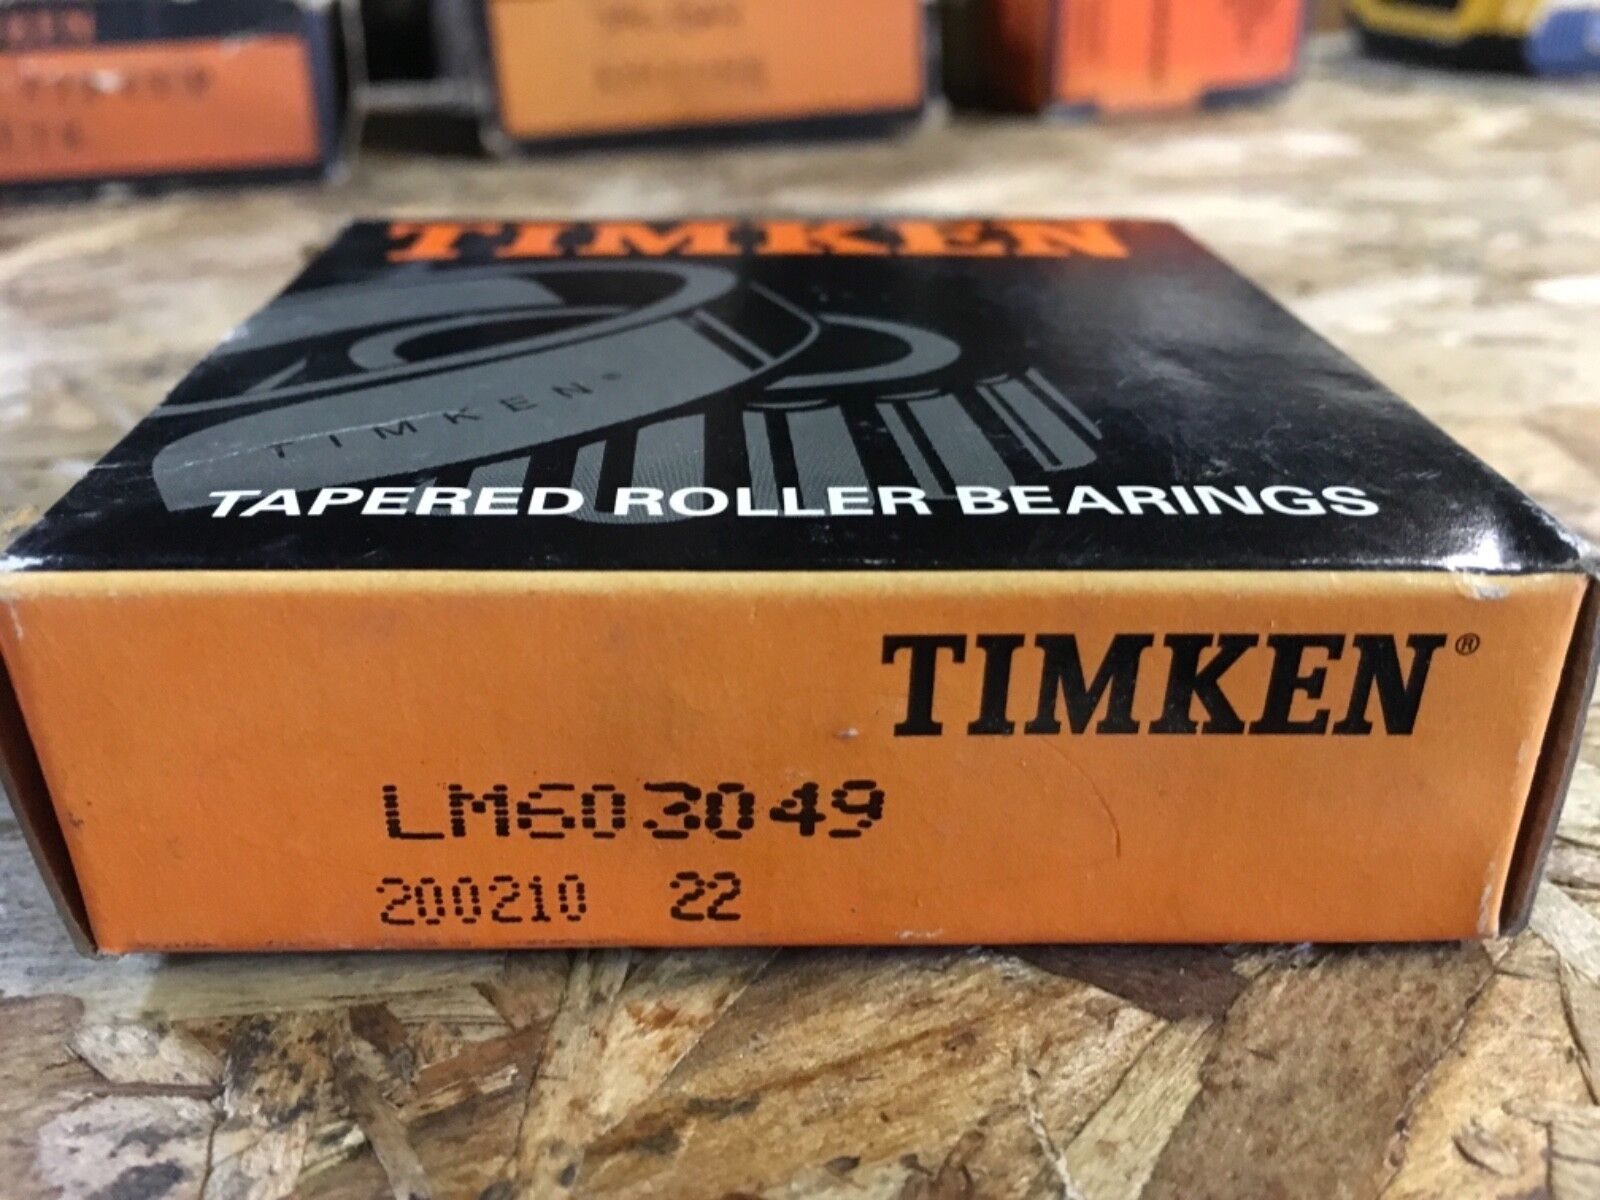 TIMKEN
TIMKEN®
TAPERED ROLLER BEARINGS
TIMKEN®
LM603049
200210 22